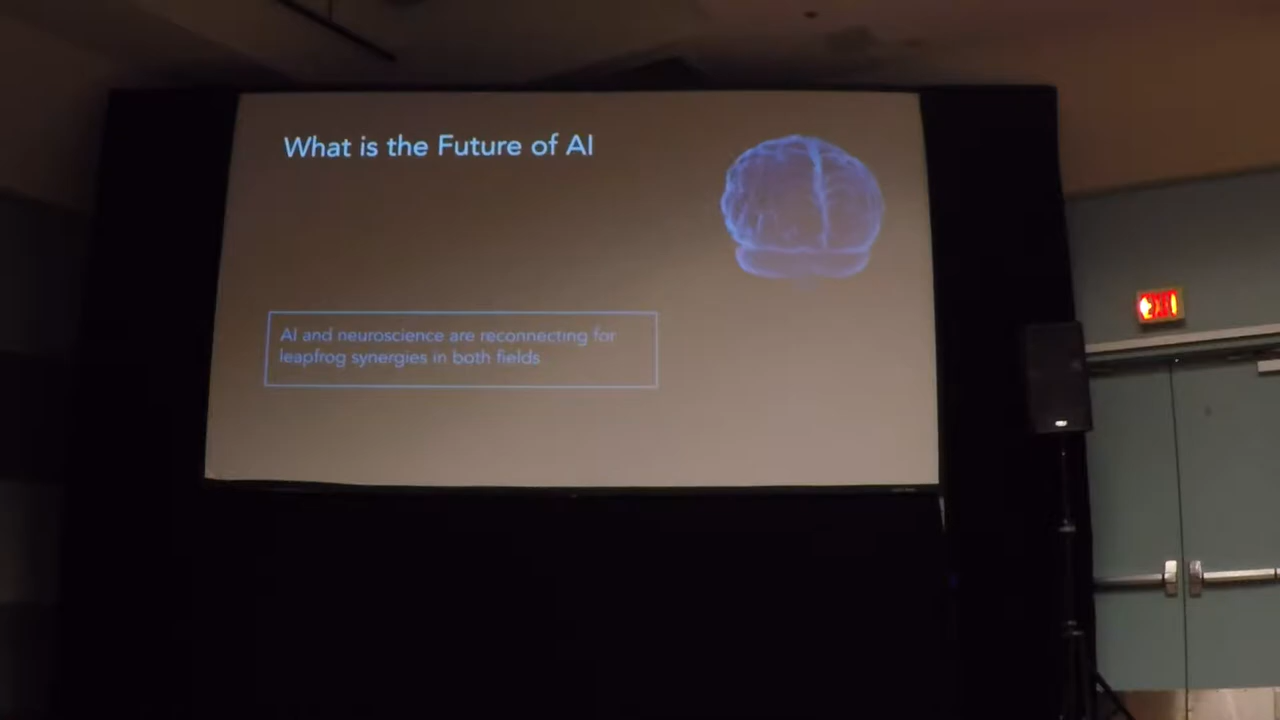 What is the Future of AI
AI and neuroscience are reconnecting for
leapfrog synergies in both fields
EXIT